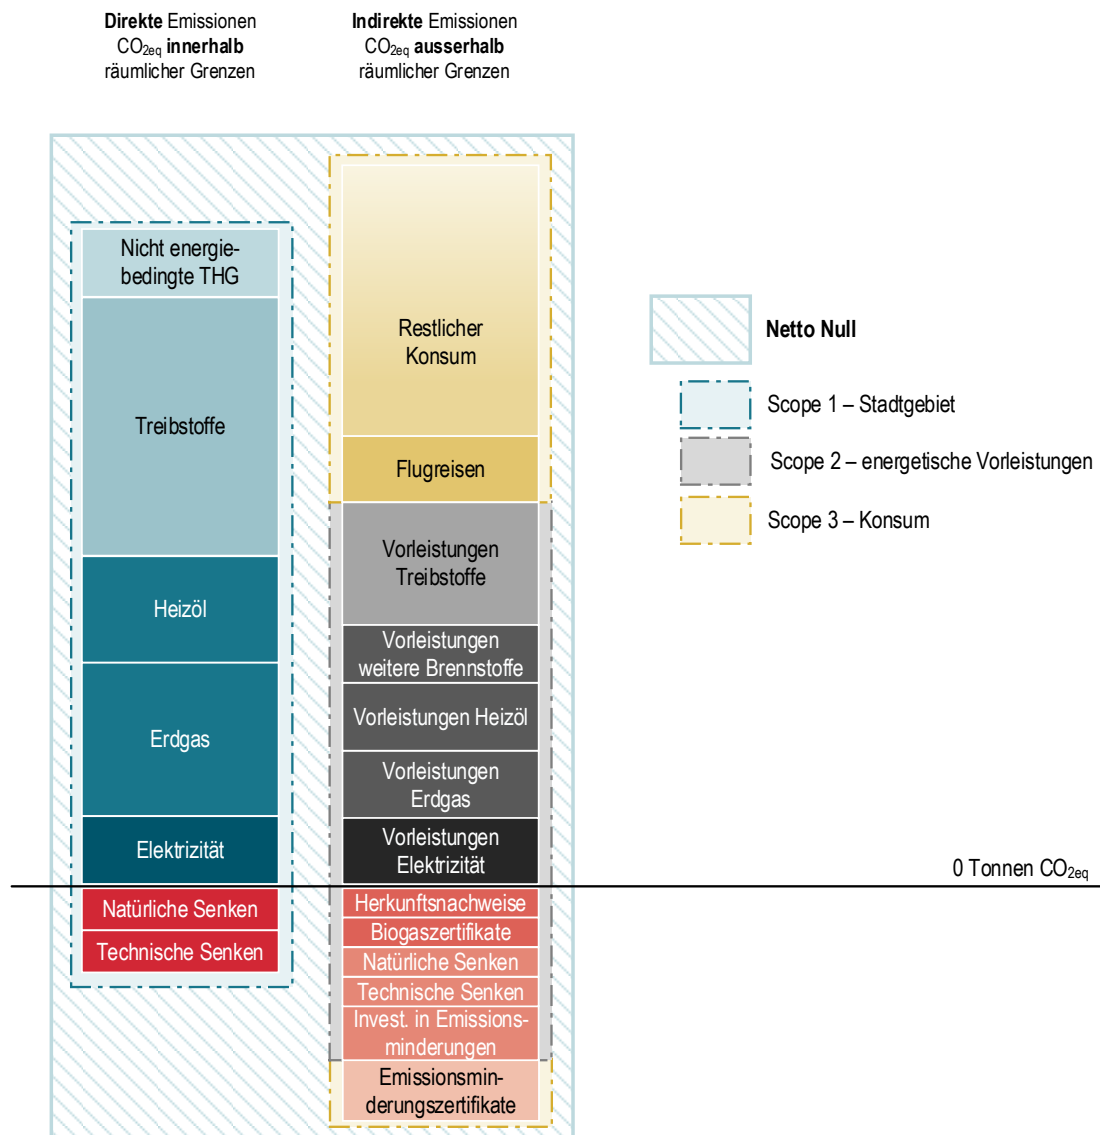 Direkte Emissionen
CO2eq innerhalb
räumlicher Grenzen
Indirekte Emissionen
CO2eq ausserhalb
räumlicher Grenzen
Nicht energie-
bedingte THG
Treibstoffe
Heizöl
Erdgas
Elektrizität
Natürliche Senken
Technische Senken
Restlicher
Konsum
Flugreisen
Vorleistungen
Treibstoffe
Vorleistungen
weitere Brennstoffe
Vorleistungen Heizöl
Vorleistungen
Erdgas
Vorleistungen
Elektrizität
Herkunftsnachweise
Biogaszertifikate
Natürliche Senken
Technische Senken
Invest. in Emissions-
minderungen
Emissionsmin-
derungszertifikate
Netto Null
Scope 1 – Stadtgebiet
Scope 2 – energetische Vorleistungen
Scope 3 – Konsum
0 Tonnen CO2eq